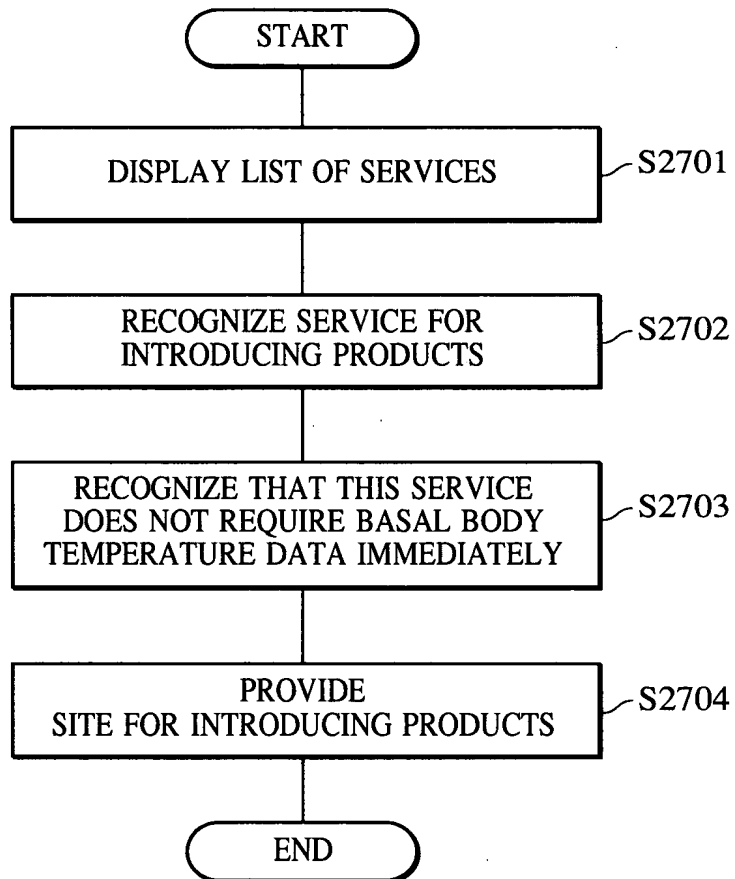 START
DISPLAY LIST OF SERVICES
S2701
RECOGNIZE SERVICE FOR
INTRODUCING PRODUCTS
S2702
RECOGNIZE THAT THIS SERVICE
DOES NOT REQUIRE BASAL BODY
TEMPERATURE DATA IMMEDIATELY
S2703
PROVIDE
SITE FOR INTRODUCING PRODUCTS
S2704
END